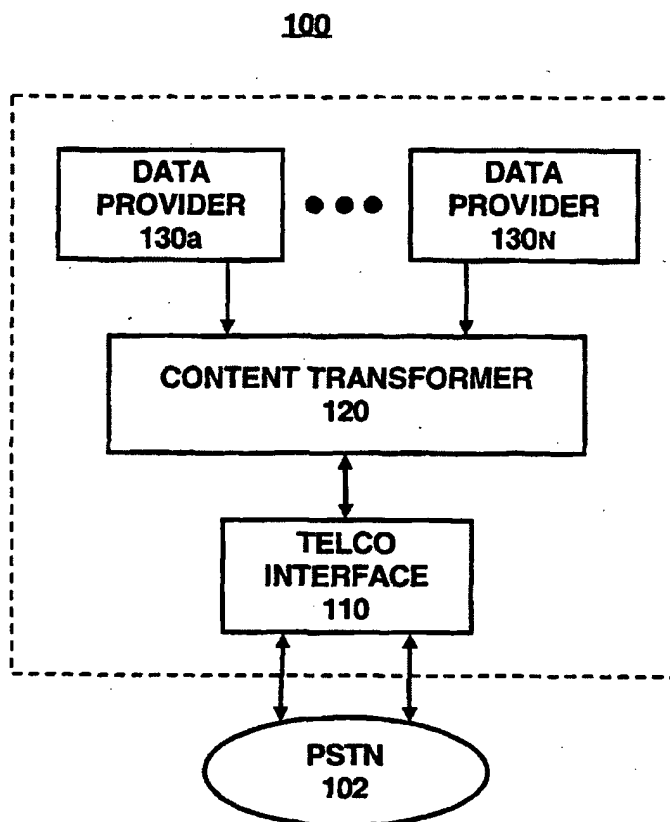 100
DATA
PROVIDER
130a
DATA
PROVIDER
130N
CONTENT TRANSFORMER
120
TELCO
INTERFACE
110
PSTN
102